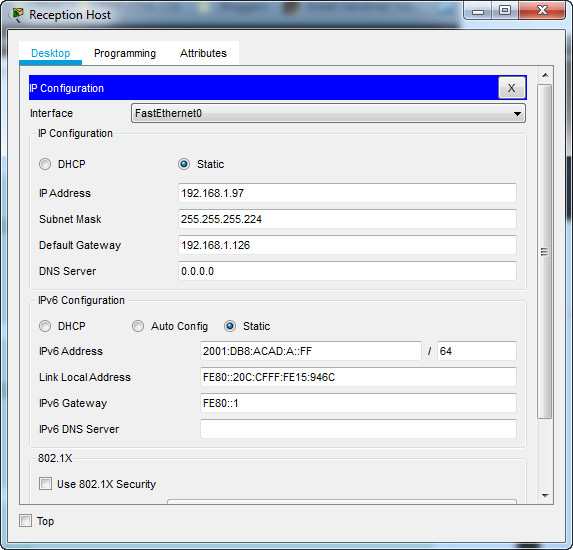 Reception Host
Desktop Programming Attributes
IP Configuration X
Interface FastEthernet0
IP Configuration
DHCP Static
IP Address 192.168.1.97
Subnet Mask 255.255.255.224
Default Gateway 192.168.1.126
DNS Server 0.0.0.0
IPv6 Configuration
DHCP Auto Config Static
IPv6 Address 2001:DB8:ACAD:A::FF / 64
Link Local Address FE80::20C:CFFF:FE15:946C
IPv6 Gateway FE80::1
IPv6 DNS Server
802.1X
Use 802.1X Security
Top